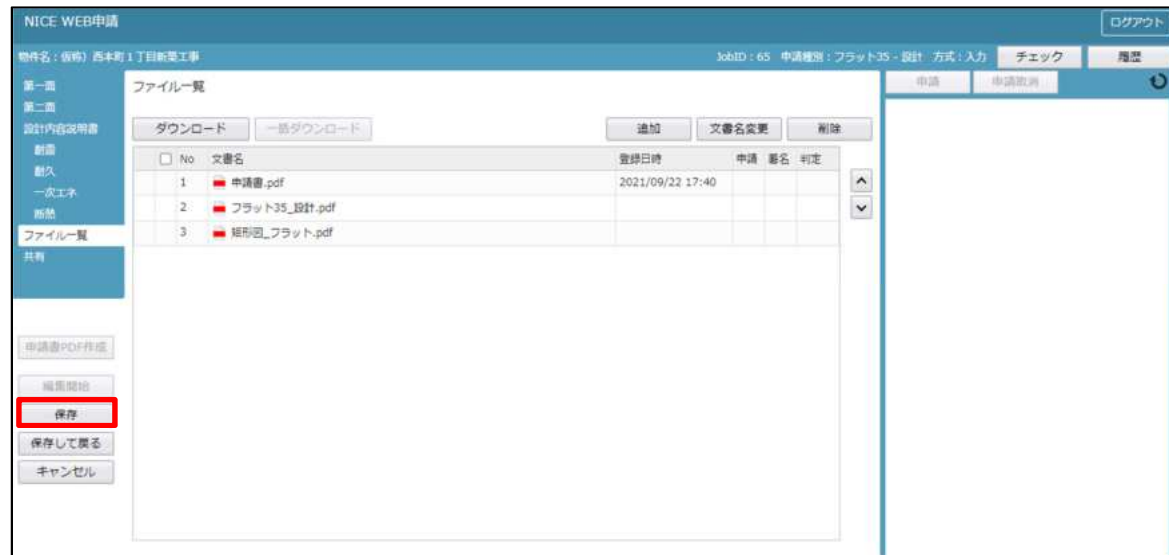 NICE WEB申請
ログアウト
物件名：仮称）西本町１丁目新築工事
JobID：65 申請種別：フラット35 - 設計 方式：入力
チェック
履歴
第一面
第二面
設計内容説明書
耐震
耐久
一次エネ
断熱
ファイル一覧
共有
申請書PDF作成
編集開始
保存
保存して戻る
キャンセル
ファイル一覧
ダウンロード
一括ダウンロード
追加
文書名変更
削除
No 文書名 登録日時 申請 署名 判定
1 申請書.pdf 2021/09/22 17:40
2 フラット35_設計.pdf
3 矩形図_フラット.pdf
申請
申請取消